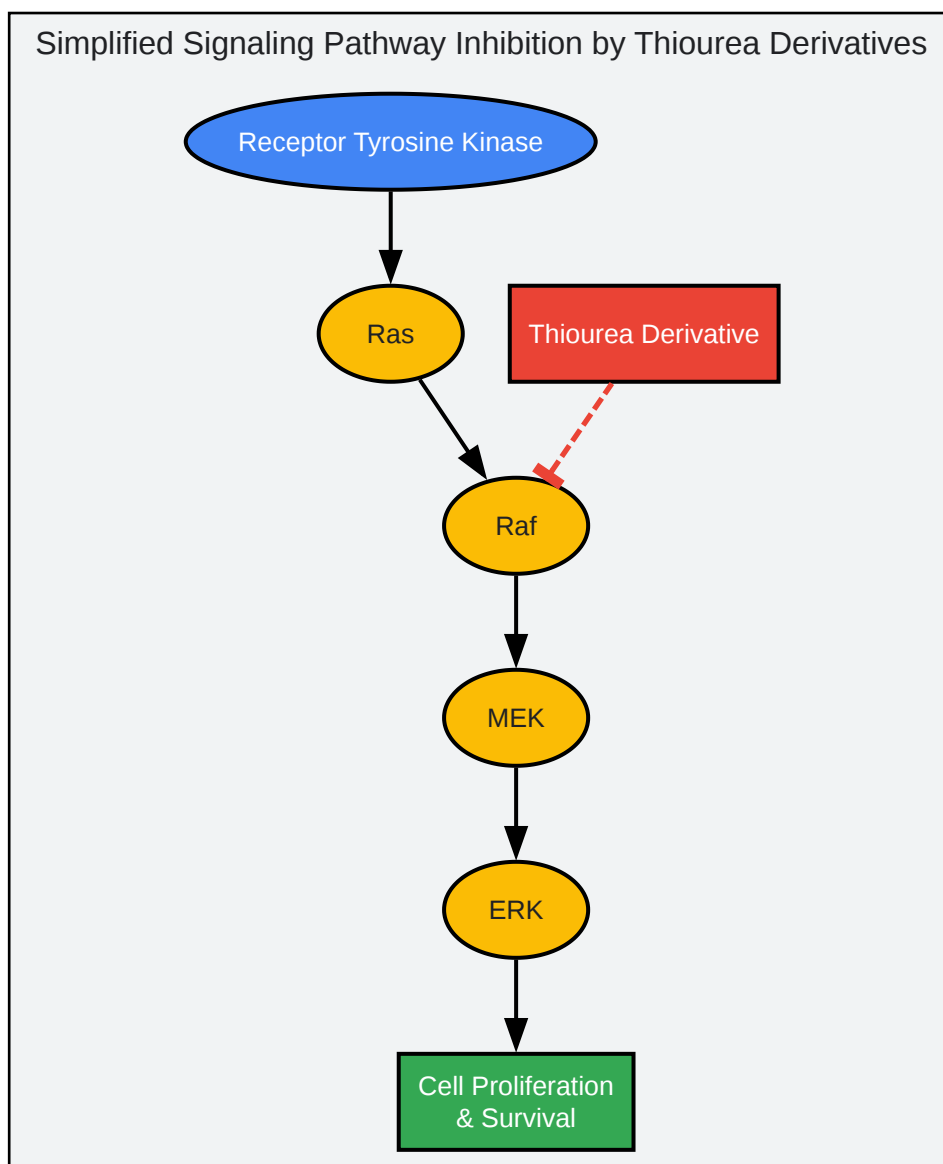 Simplified Signaling Pathway Inhibition by Thiourea Derivatives
Receptor Tyrosine Kinase
Ras
Thiourea Derivative
Raf
MEK
ERK
Cell Proliferation
& Survival